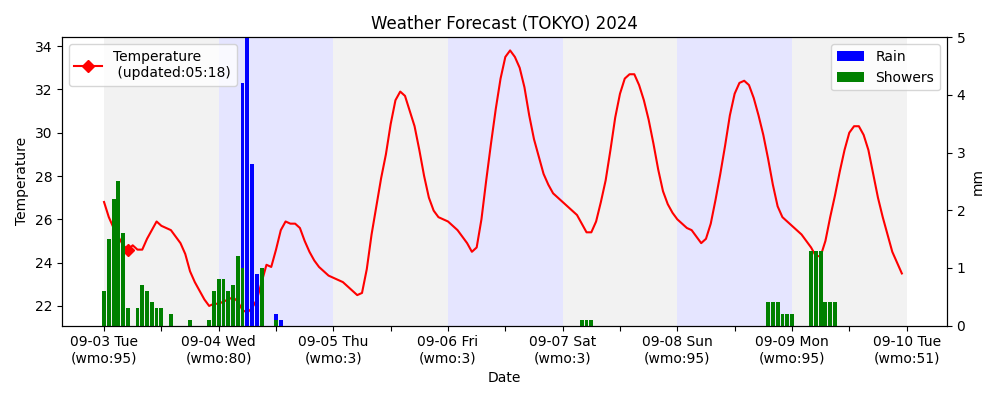 Weather Forecast (TOKYO) 2024
Temperature
(updated:05:18)
Rain
Showers
34
32
30
28
26
24
22
Temperature
5
4
3
2
1
0
mm
09-03 Tue
(wmo:95)
09-04 Wed
(wmo:80)
09-05 Thu
(wmo:3)
09-06 Fri
(wmo:3)
09-07 Sat
(wmo:3)
09-08 Sun
(wmo:95)
09-09 Mon
(wmo:95)
09-10 Tue
(wmo:51)
Date